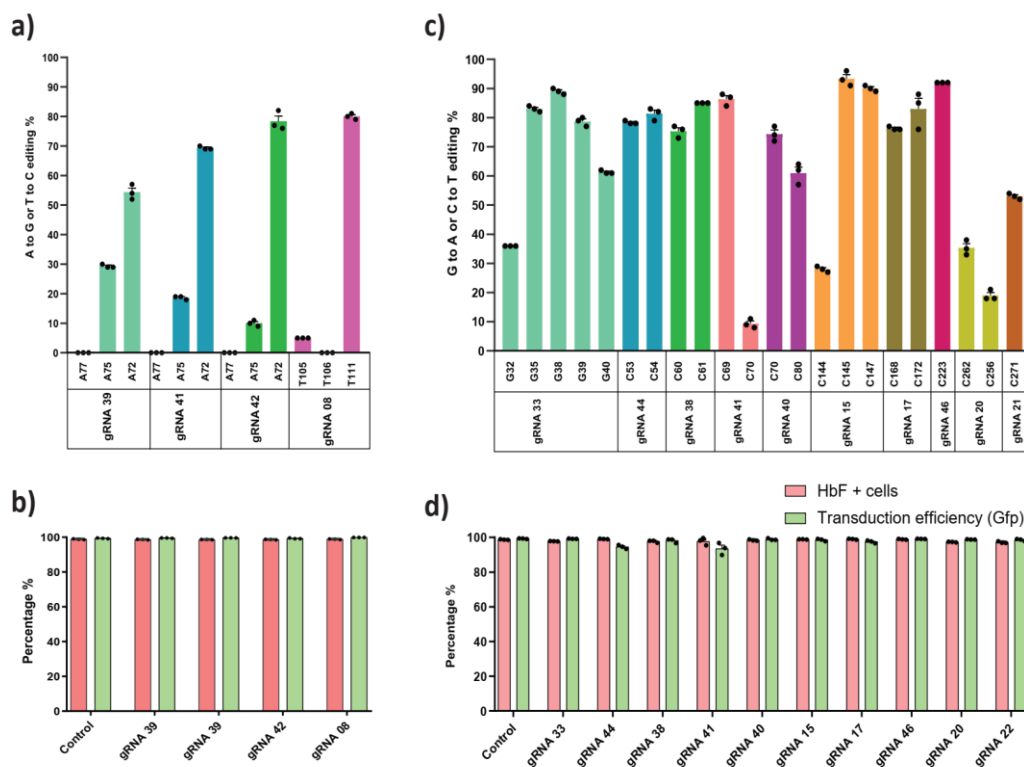 a)
A to G or T to C editing %
100
90
80
70
60
50
40
30
20
10
0
A77 A75 A72 A77 A75 A72 A77 A75 A72 T105 T106 T111
gRNA 39 gRNA 41 gRNA 42 gRNA 08
c)
G to A or C to T editing %
100
90
80
70
60
50
40
30
20
10
0
G32 G35 G38 G39 G40 C53 C54 C60 C61 C69 C70 C70 C80 C144 C145 C147 C168 C172 C223 C262 C256 C271
gRNA 33 gRNA 44 gRNA 38 gRNA 41 gRNA 40 gRNA 15 gRNA 17 gRNA 46 gRNA 20 gRNA 21
b)
Percentage %
100
80
60
40
20
0
Control gRNA 39 gRNA 39 gRNA 42 gRNA 08
d)
HbF + cells
Transduction efficiency (Gfp)
Percentage %
100
80
60
40
20
0
Control gRNA 33 gRNA 44 gRNA 38 gRNA 41 gRNA 40 gRNA 15 gRNA 17 gRNA 46 gRNA 20 gRNA 22